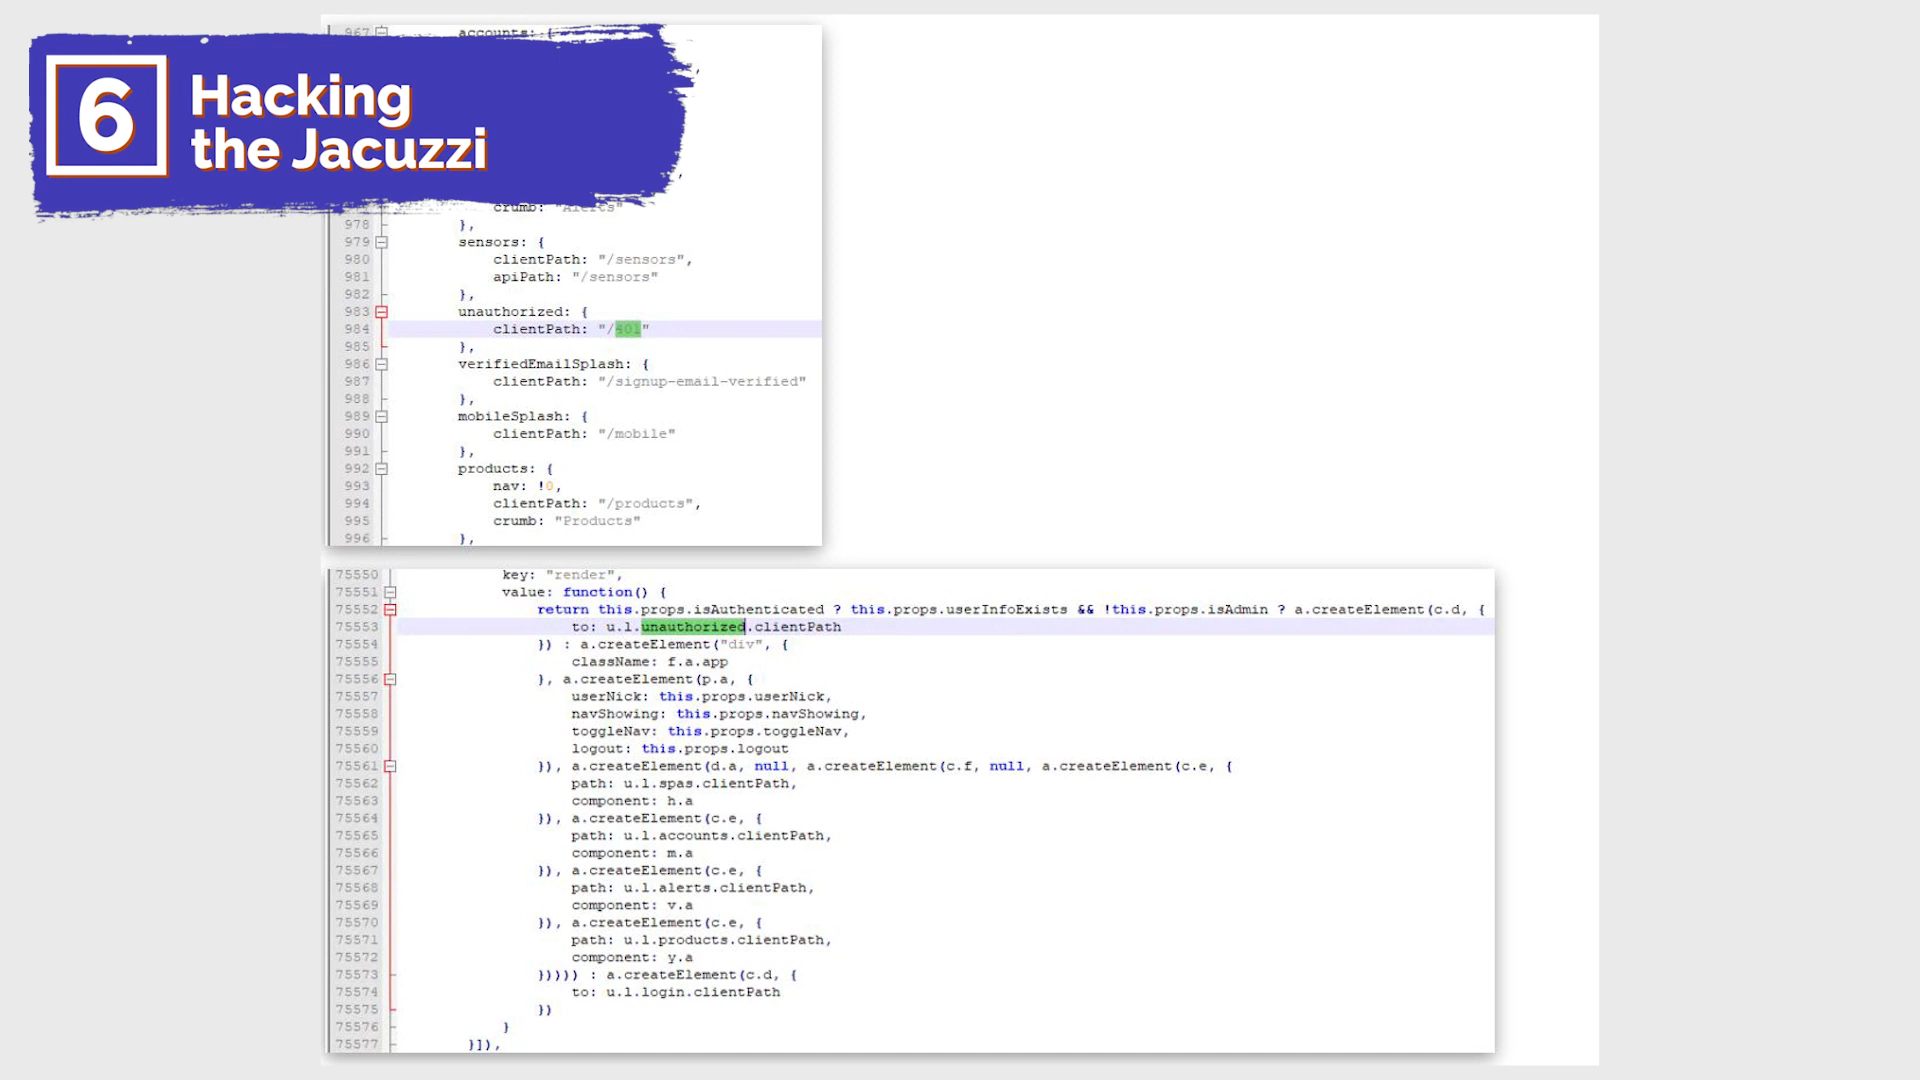 6
Hacking
the Jacuzzi
967 accounts: {
crumb: "Alerts"
978 },
979 sensors: {
980 clientPath: "/sensors",
981 apiPath: "/sensors"
982 },
983 unauthorized: {
984 clientPath: "/401"
985 },
986 verifiedEmailSplash: {
987 clientPath: "/signup-email-verified"
988 },
989 mobileSplash: {
990 clientPath: "/mobile"
991 },
992 products: {
993 nav: !0,
994 clientPath: "/products",
995 crumb: "Products"
996 },
75550 key: "render",
75551 value: function() {
75552 return this.props.isAuthenticated ? this.props.userInfoExists && !this.props.isAdmin ? a.createElement(c.d, {
75553 to: u.l.unauthorized.clientPath
75554 }) : a.createElement("div", {
75555 className: f.a.app
75556 }, a.createElement(p.a, {
75557 userNick: this.props.userNick,
75558 navShowing: this.props.navShowing,
75559 toggleNav: this.props.toggleNav,
75560 logout: this.props.logout
75561 }), a.createElement(d.a, null, a.createElement(c.f, null, a.createElement(c.e, {
75562 path: u.l.spas.clientPath,
75563 component: h.a
75564 }), a.createElement(c.e, {
75565 path: u.l.accounts.clientPath,
75566 component: m.a
75567 }), a.createElement(c.e, {
75568 path: u.l.alerts.clientPath,
75569 component: v.a
75570 }), a.createElement(c.e, {
75571 path: u.l.products.clientPath,
75572 component: y.a
75573 })))) : a.createElement(c.d, {
75574 to: u.l.login.clientPath
75575 })
75576 }
75577 }]),